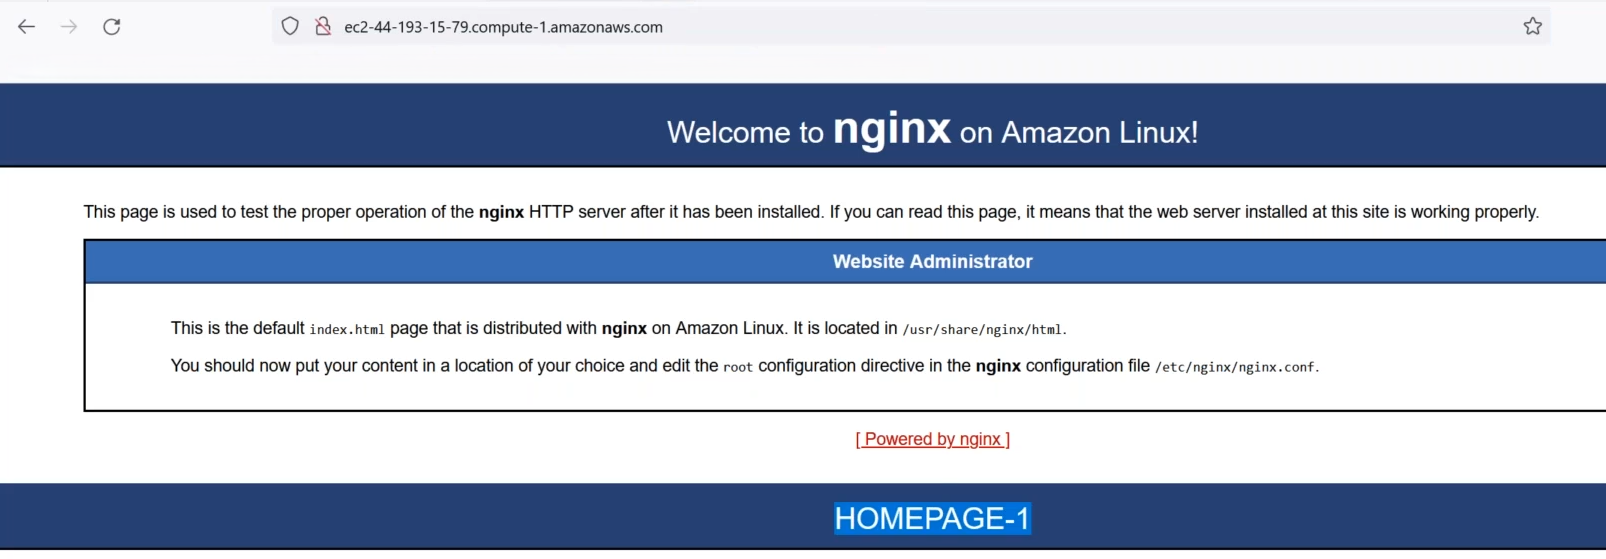 ec2-44-193-15-79.compute-1.amazonaws.com
Welcome to nginx on Amazon Linux!
This page is used to test the proper operation of the nginx HTTP server after it has been installed. If you can read this page, it means that the web server installed at this site is working properly.
Website Administrator
This is the default index.html page that is distributed with nginx on Amazon Linux. It is located in /usr/share/nginx/html.
You should now put your content in a location of your choice and edit the root configuration directive in the nginx configuration file /etc/nginx/nginx.conf.
[ Powered by nginx ]
HOMEPAGE-1